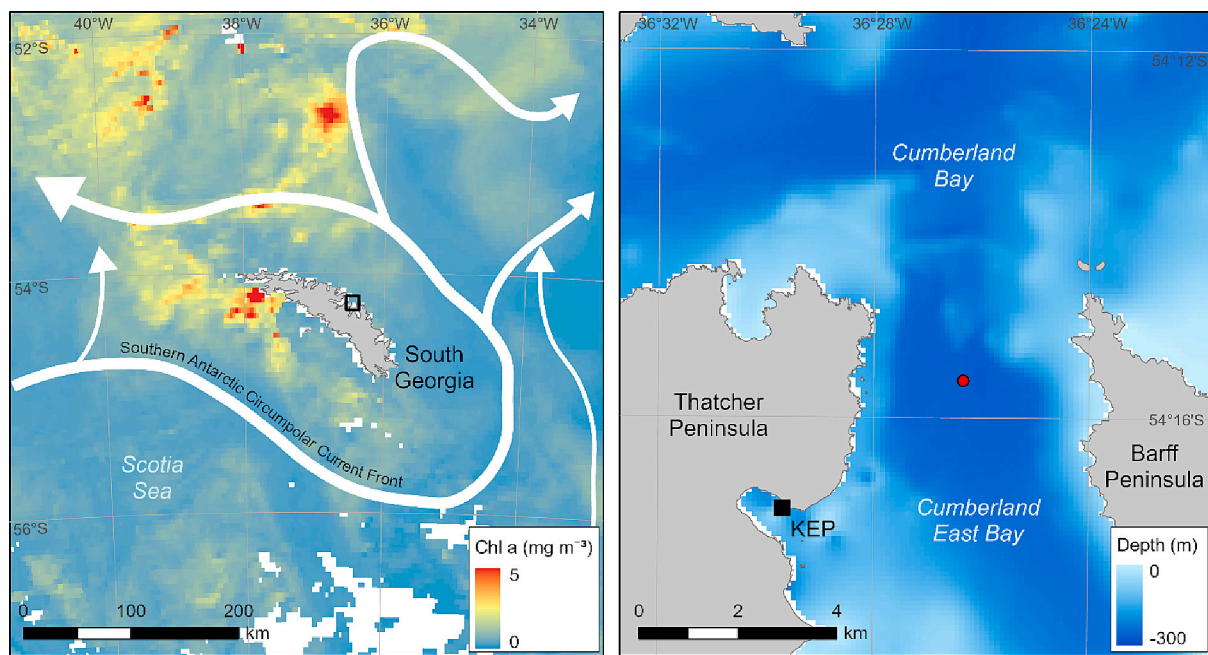 40°W
38°W
36°W
34°W
52°S
54°S
South
Georgia
Southern Antarctic Circumpolar Current Front
Scotia
Sea
56°S
Chl a (mg m⁻³)
5
0
0 100 200
km
36°32'W
36°28'W
36°24'W
54°12'S
Cumberland
Bay
54°16'S
Thatcher
Peninsula
Barff
Peninsula
KEP
Cumberland
East Bay
Depth (m)
0
-300
0 2 4
km